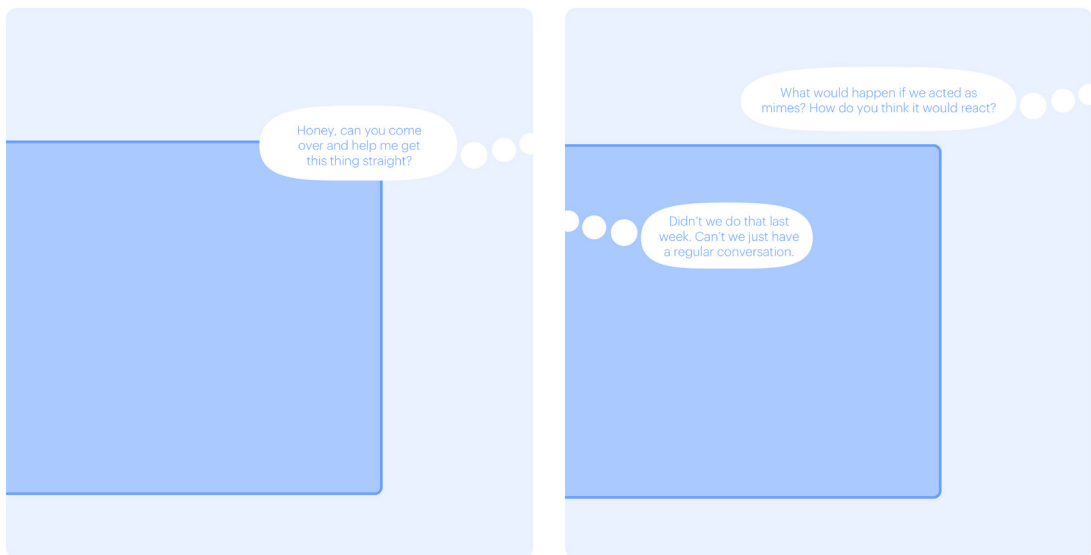 Honey, can you come
over and help me get
this thing straight?
What would happen if we acted as
mimes? How do you think it would react?
Didn't we do that last
week. Can't we just have
a regular conversation.